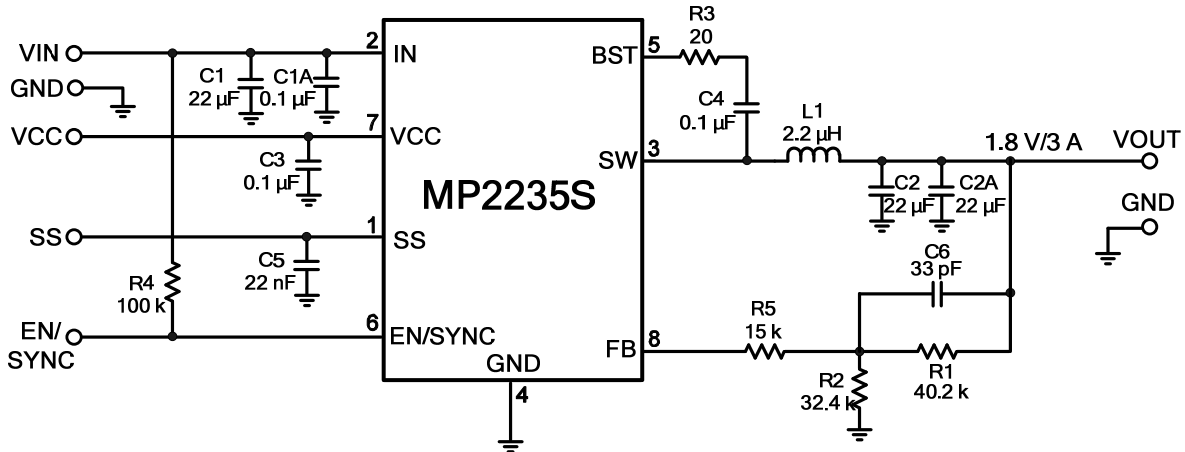 VIN
GND
VCC
SS
EN/
SYNC
C1
22 µF
C1A
0.1 µF
C3
0.1 µF
C5
22 nF
R4
100 k
2
7
1
6
IN
VCC
SS
EN/SYNC
MP2235S
GND
4
BST
SW
FB
5
3
8
R3
20
C4
0.1 µF
L1
2.2 µH
1.8 V/3 A
VOUT
GND
C2
22 µF
C2A
22 µF
C6
33 pF
R5
15 k
R2
32.4 k
R1
40.2 k